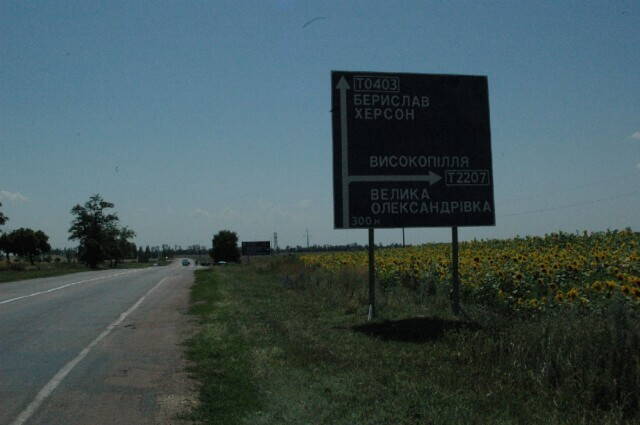 Т0403
БЕРИСЛАВ
ХЕРСОН
ВИСОКОПІЛЛЯ
Т2207
ВЕЛИКА
ОЛЕКСАНДРІВКА
300 м